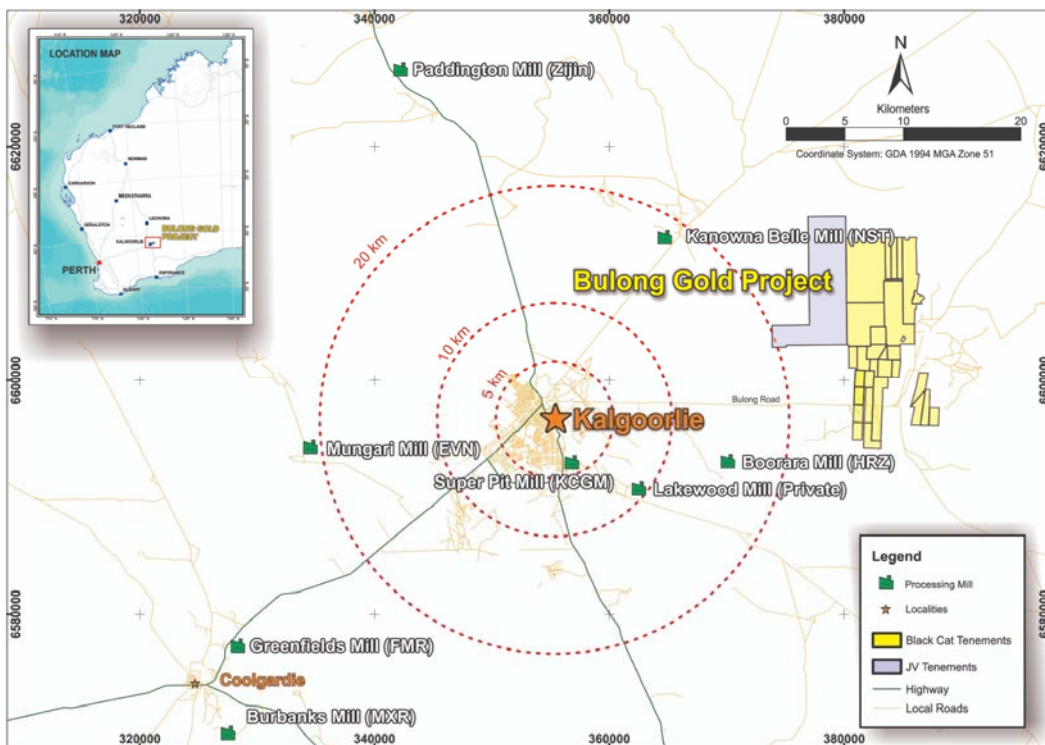 320000
340000
360000
380000
LOCATION MAP
PORT HEDLAND
NEWMAN
CARNARVON
MEEKATHARRA
LEONORA
GERALDTON
BULONG GOLD
PROJECT
KALGOORLIE
PERTH
ESPERANCE
ALBANY
Paddington Mill (Zijin)
N
Kilometers
0 5 10 20
Coordinate System: GDA 1994 MGA Zone 51
6620000
6620000
20 km
Kanowna Belle Mill (NST)
Bulong Gold Project
10 km
5 km
6600000
6600000
Bulong Road
Kalgoorlie
Mungari Mill (EVN)
Boorara Mill (HRZ)
Super Pit Mill (KCGM)
Lakewood Mill (Private)
Legend
Processing Mill
Localities
Black Cat Tenements
JV Tenements
Highway
Local Roads
6580000
6580000
Greenfields Mill (FMR)
Coolgardie
Burbanks Mill (MXR)
320000
340000
360000
380000